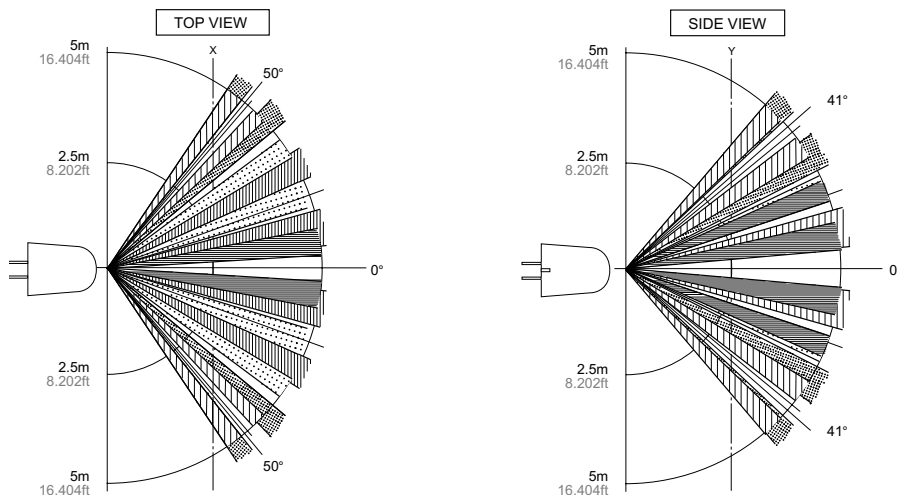 TOP VIEW
X
5m
16.404ft
50°
2.5m
8.202ft
0°
2.5m
8.202ft
50°
5m
16.404ft
SIDE VIEW
Y
5m
16.404ft
41°
2.5m
8.202ft
0
2.5m
8.202ft
41°
5m
16.404ft